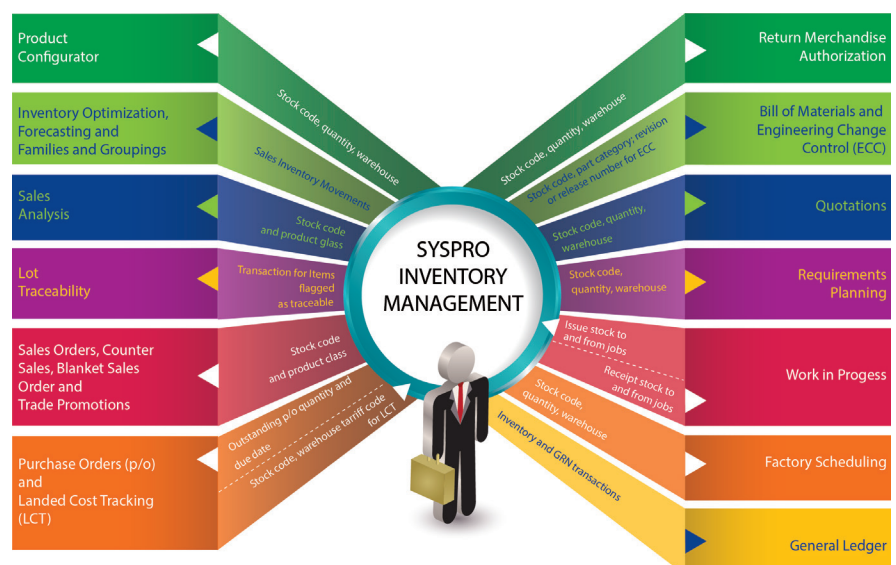 Product
Configurator
Stock code, quantity, warehouse
Inventory Optimization,
Forecasting and
Families and Groupings
Sales Inventory Movements
Sales
Analysis
Stock code
and product glass
Lot
Traceability
Transaction for Items
flagged
as traceable
Sales Orders, Counter
Sales, Blanket Sales
Order and
Trade Promotions
Stock code
and product class
Purchase Orders (p/o)
and
Landed Cost Tracking
(LCT)
Outstanding p/o quantity and
due date
Stock code, warehouse tarriff code
for LCT
SYSPRO
INVENTORY
MANAGEMENT
Stock code, quantity, warehouse
Return Merchandise
Authorization
Stock code, part category; revision
or release number for ECC
Bill of Materials and
Engineering Change
Control (ECC)
Stock code, quantity,
warehouse
Quotations
Stock code,
quantity, warehouse
Requirements
Planning
Issue stock to
and from jobs
Receipt stock to
and from jobs
Work in Progess
Stock code,
quantity, warehouse
Factory Scheduling
Inventory and GRN transactions
General Ledger